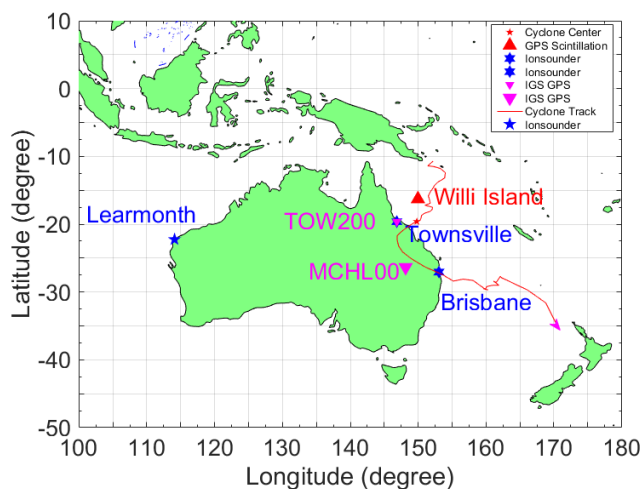 Cyclone Center
GPS Scintillation
Ionsounder
Ionsounder
IGS GPS
IGS GPS
Cyclone Track
Ionsounder
10
0
-10
-20
-30
-40
-50
Latitude (degree)
Willi Island
Learmonth
TOW200
Townsville
MCHL00
Brisbane
100
110
120
130
140
150
160
170
180
Longitude (degree)